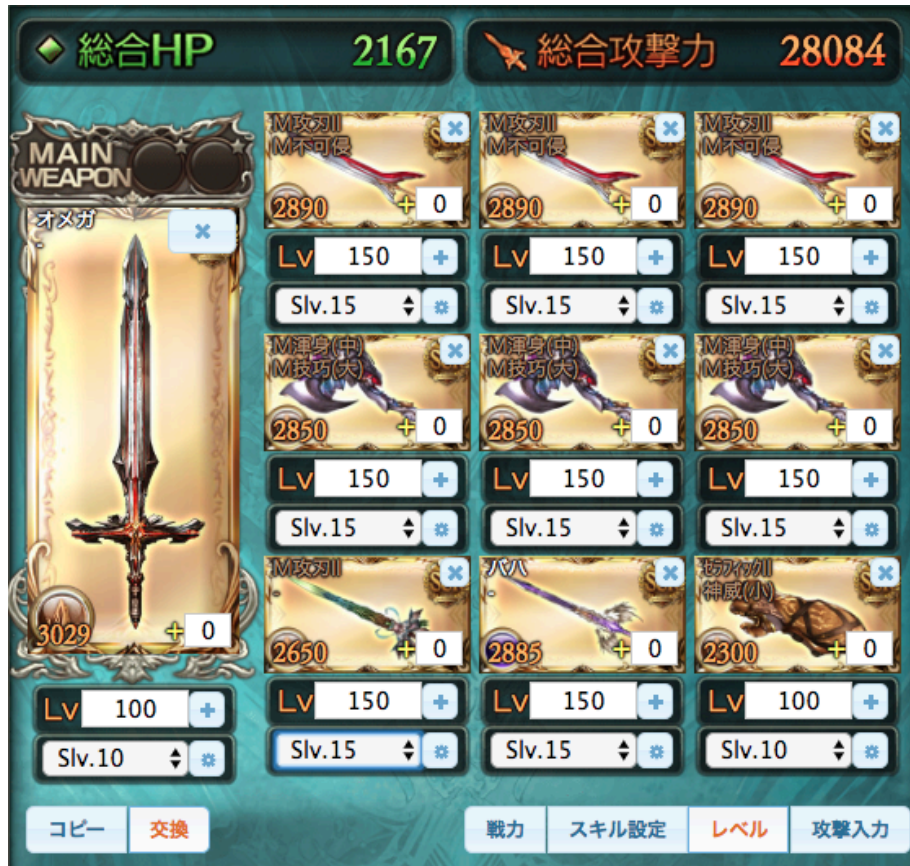 総合HP 2167 総合攻撃力 28084
MAIN
WEAPON
オメガ
-
3029 + 0
Lv 100 +
Slv.10
M攻刃II
M不可侵
2890 + 0
Lv 150 +
Slv.15
M攻刃II
M不可侵
2890 + 0
Lv 150 +
Slv.15
M攻刃II
M不可侵
2890 + 0
Lv 150 +
Slv.15
M渾身(中)
M技巧(大)
2850 + 0
Lv 150 +
Slv.15
M渾身(中)
M技巧(大)
2850 + 0
Lv 150 +
Slv.15
M渾身(中)
M技巧(大)
2850 + 0
Lv 150 +
Slv.15
M攻刃II
-
2650 + 0
Lv 150 +
Slv.15
バハ
-
2885 + 0
Lv 150 +
Slv.15
セラフィックII
神威(小)
2300 + 0
Lv 100 +
Slv.10
コピー 交換 戦力 スキル設定 レベル 攻撃入力